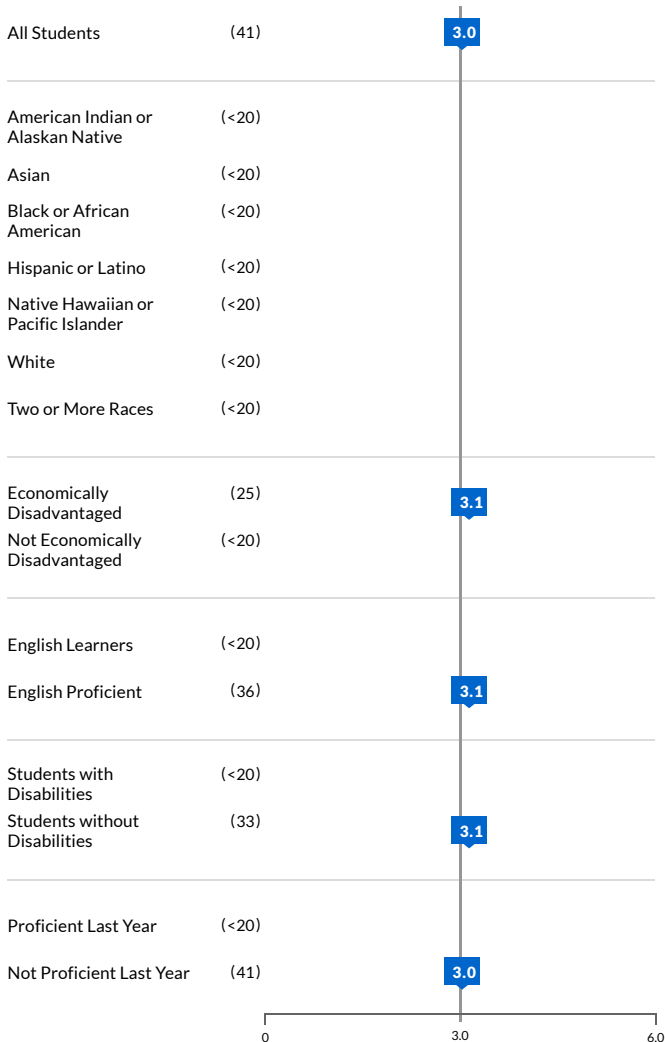 All Students (41) 3.0
American Indian or (<20)
Alaskan Native
Asian (<20)
Black or African (<20)
American
Hispanic or Latino (<20)
Native Hawaiian or (<20)
Pacific Islander
White (<20)
Two or More Races (<20)
Economically (25) 3.1
Disadvantaged
Not Economically (<20)
Disadvantaged
English Learners (<20)
English Proficient (36) 3.1
Students with (<20)
Disabilities
Students without (33) 3.1
Disabilities
Proficient Last Year (<20)
Not Proficient Last Year (41) 3.0
0 3.0 6.0